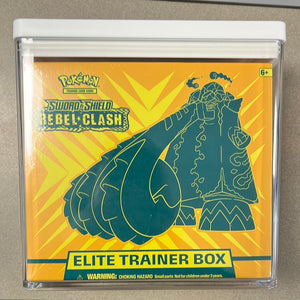 POKÉMON
TRADING CARD GAME
6+
SWORD & SHIELD
REBEL CLASH
ELITE TRAINER BOX
WARNING: CHOKING HAZARD Small parts. Not for children under 3 years.